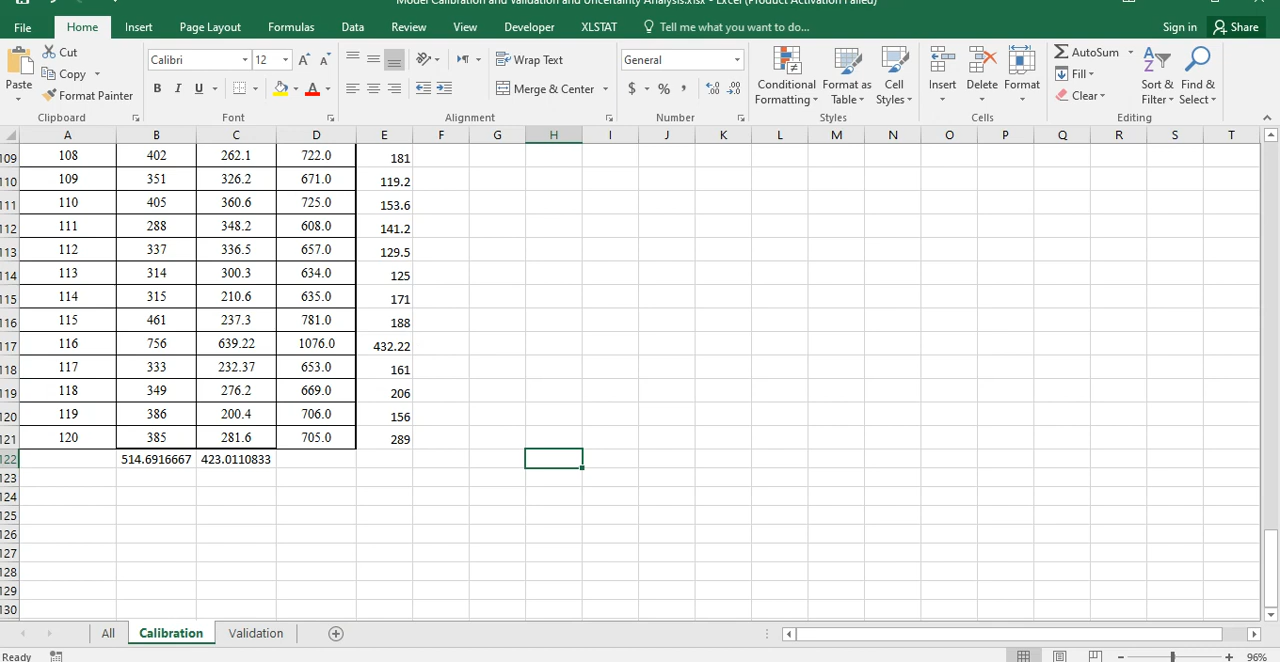 Model Calibration and Validation and Uncertainty Analysis.xlsx - Excel (Product Activation Failed)
File Home Insert Page Layout Formulas Data Review View Developer XLSTAT Tell me what you want to do... Sign in Share
Cut
Copy
Format Painter
Paste
Clipboard
Calibri 12
B I U
Font
Wrap Text
Merge & Center
Alignment
General
$ % ,
Number
Conditional Formatting
Format as Table
Cell Styles
Styles
Insert Delete Format
Cells
AutoSum
Fill
Clear
Sort & Filter
Find & Select
Editing
A B C D E F G H I J K L M N O P Q R S T
109 108 402 262.1 722.0 181
110 109 351 326.2 671.0 119.2
111 110 405 360.6 725.0 153.6
112 111 288 348.2 608.0 141.2
113 112 337 336.5 657.0 129.5
114 113 314 300.3 634.0 125
115 114 315 210.6 635.0 171
116 115 461 237.3 781.0 188
117 116 756 639.22 1076.0 432.22
118 117 333 232.37 653.0 161
119 118 349 276.2 669.0 206
120 119 386 200.4 706.0 156
121 120 385 281.6 705.0 289
122 514.6916667 423.0110833
123
124
125
126
127
128
129
130
All Calibration Validation
Ready 96%